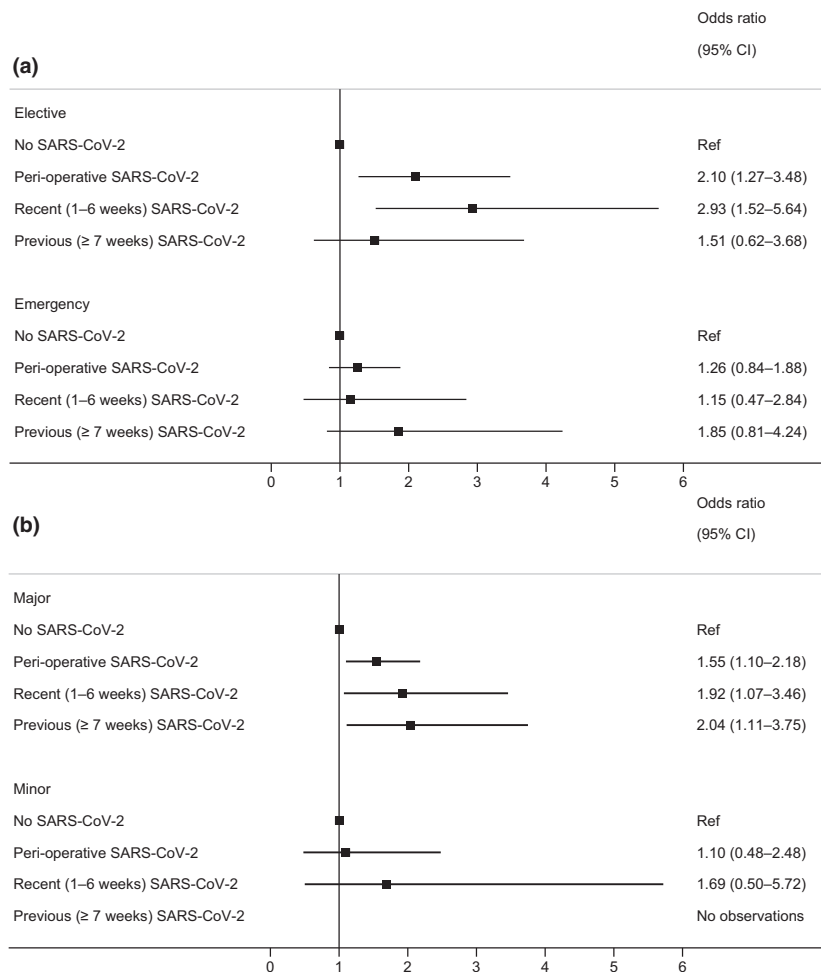 Odds ratio
(95% CI)
(a)
Elective
No SARS-CoV-2 Ref
Peri-operative SARS-CoV-2 2.10 (1.27–3.48)
Recent (1–6 weeks) SARS-CoV-2 2.93 (1.52–5.64)
Previous (≥ 7 weeks) SARS-CoV-2 1.51 (0.62–3.68)
Emergency
No SARS-CoV-2 Ref
Peri-operative SARS-CoV-2 1.26 (0.84–1.88)
Recent (1–6 weeks) SARS-CoV-2 1.15 (0.47–2.84)
Previous (≥ 7 weeks) SARS-CoV-2 1.85 (0.81–4.24)
0 1 2 3 4 5 6
Odds ratio
(95% CI)
(b)
Major
No SARS-CoV-2 Ref
Peri-operative SARS-CoV-2 1.55 (1.10–2.18)
Recent (1–6 weeks) SARS-CoV-2 1.92 (1.07–3.46)
Previous (≥ 7 weeks) SARS-CoV-2 2.04 (1.11–3.75)
Minor
No SARS-CoV-2 Ref
Peri-operative SARS-CoV-2 1.10 (0.48–2.48)
Recent (1–6 weeks) SARS-CoV-2 1.69 (0.50–5.72)
Previous (≥ 7 weeks) SARS-CoV-2 No observations
0 1 2 3 4 5 6